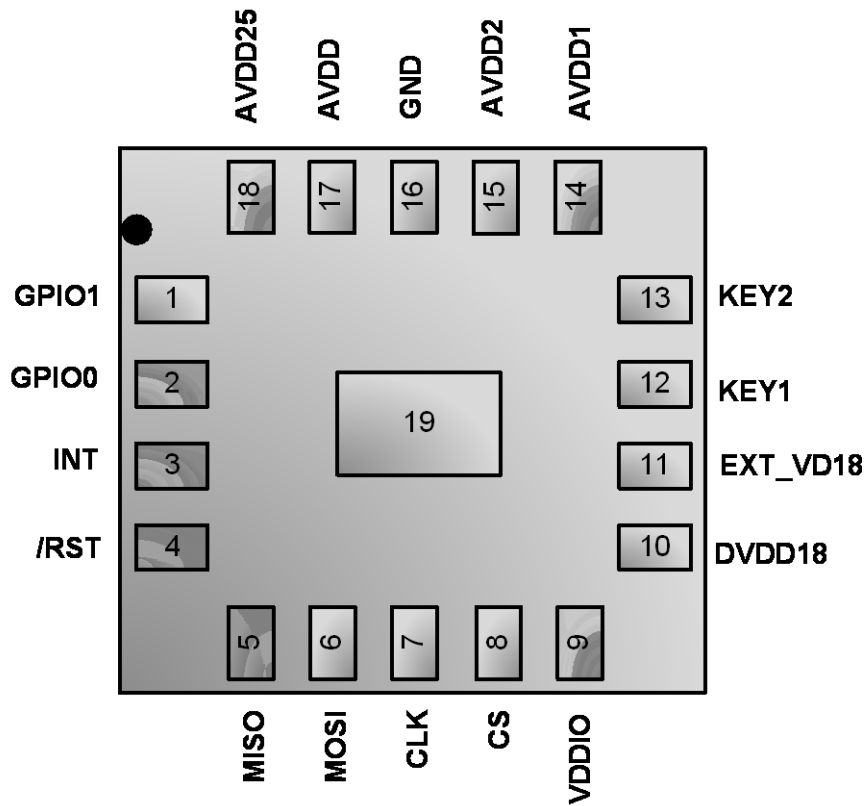 AVDD25
AVDD
GND
AVDD2
AVDD1
18
17
16
15
14
GPIO1
1
13
KEY2
GPIO0
2
12
KEY1
19
INT
3
11
EXT_VD18
/RST
4
10
DVDD18
5
6
7
8
9
MISO
MOSI
CLK
CS
VDDIO